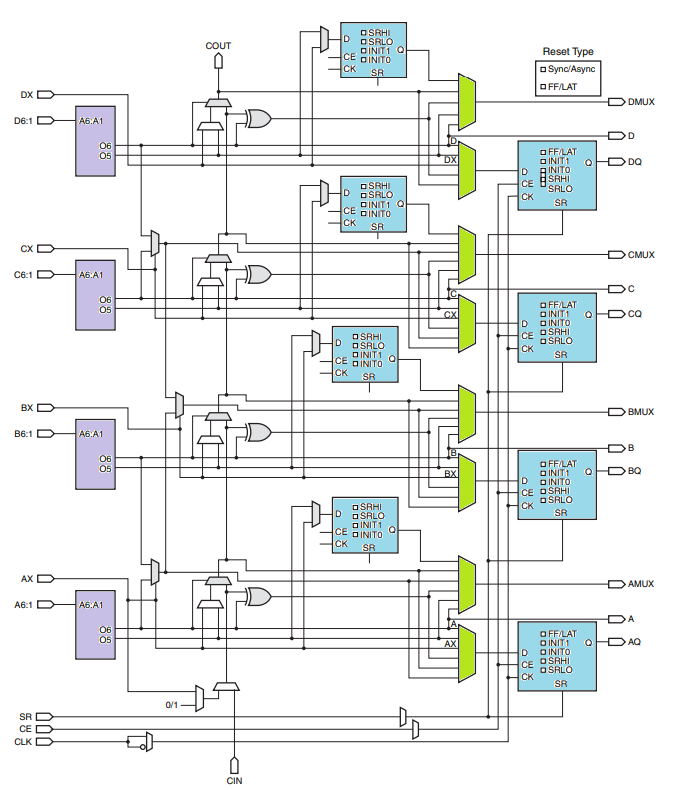 COUT
Reset Type
Sync/Async
FF/LAT
DX
D6:1
A6:A1
O6
O5
D
CE
CK
SRHI
SRLO
INIT1
INIT0
Q
SR
DMUX
D
D
DX
DQ
D
CE
CK
FF/LAT
INIT1
INIT0
SRHI
SRLO
Q
SR
CX
C6:1
A6:A1
O6
O5
D
CE
CK
SRHI
SRLO
INIT1
INIT0
Q
SR
CMUX
C
C
CX
CQ
D
CE
CK
FF/LAT
INIT1
INIT0
SRHI
SRLO
Q
SR
BX
B6:1
A6:A1
O6
O5
D
CE
CK
SRHI
SRLO
INIT1
INIT0
Q
SR
BMUX
B
B
BX
BQ
D
CE
CK
FF/LAT
INIT1
INIT0
SRHI
SRLO
Q
SR
AX
A6:1
A6:A1
O6
O5
D
CE
CK
SRHI
SRLO
INIT1
INIT0
Q
SR
AMUX
A
A
AX
AQ
D
CE
CK
FF/LAT
INIT1
INIT0
SRHI
SRLO
Q
SR
0/1
SR
CE
CLK
CIN